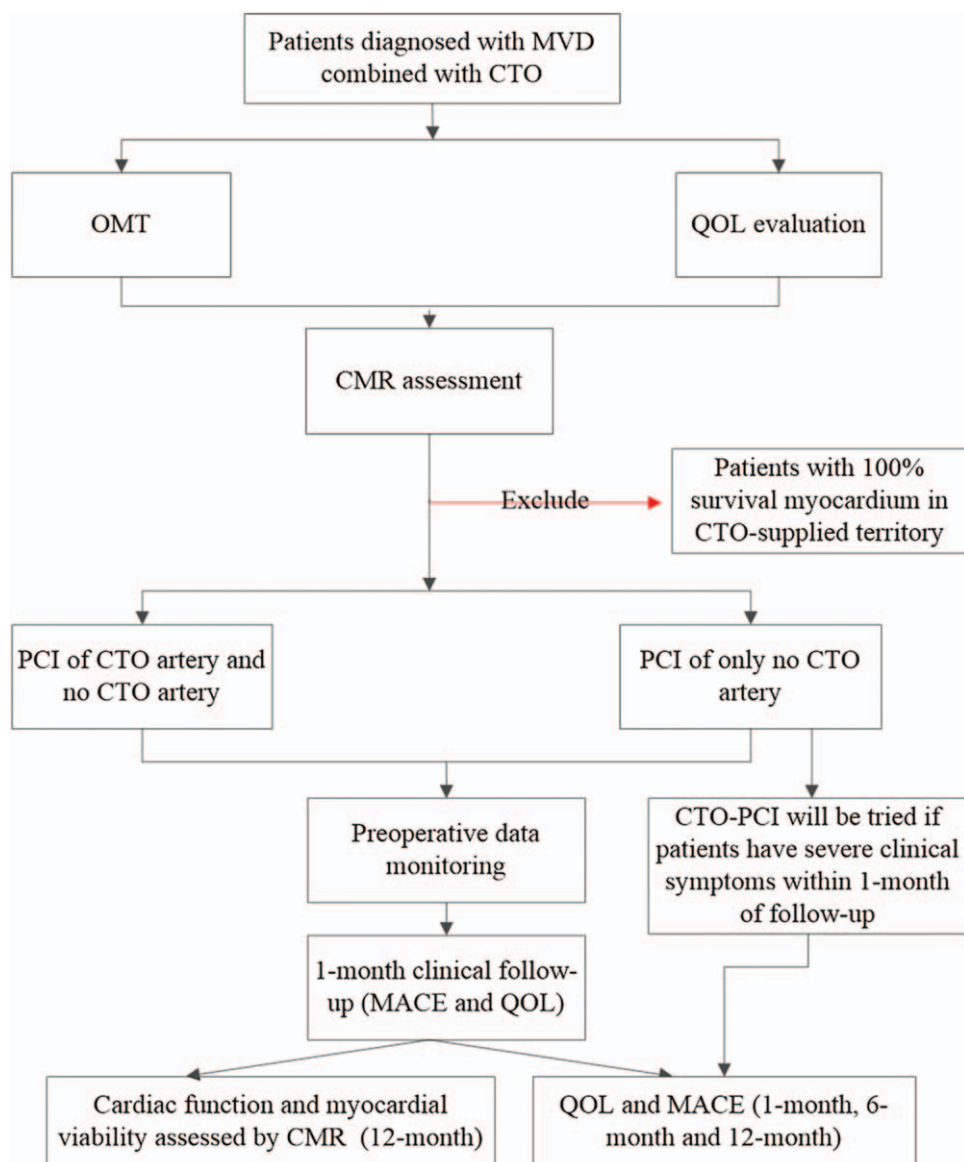 Patients diagnosed with MVD
combined with CTO
OMT
QOL evaluation
CMR assessment
Exclude
Patients with 100%
survival myocardium in
CTO-supplied territory
PCI of CTO artery and
no CTO artery
PCI of only no CTO
artery
Preoperative data
monitoring
CTO-PCI will be tried if
patients have severe clinical
symptoms within 1-month
of follow-up
1-month clinical follow-
up (MACE and QOL)
Cardiac function and myocardial
viability assessed by CMR (12-month)
QOL and MACE (1-month, 6-
month and 12-month)